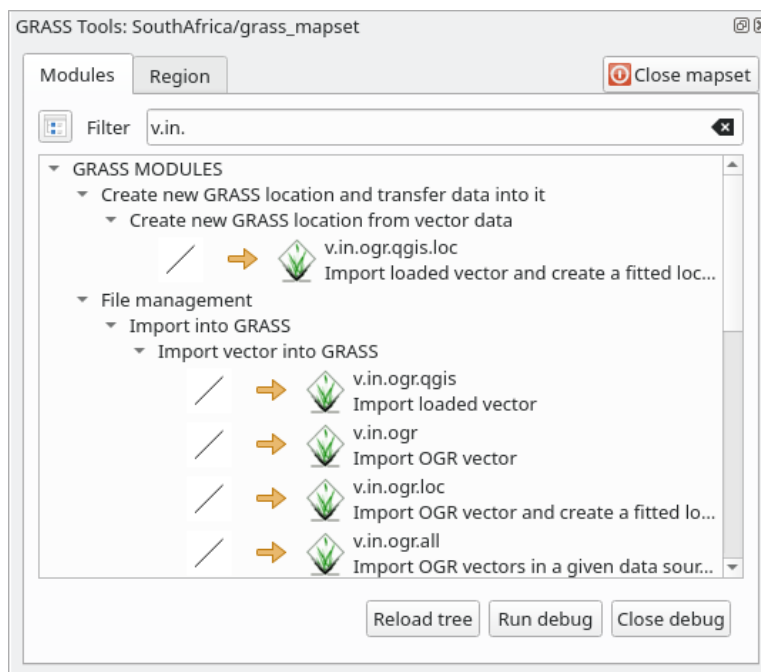 GRASS Tools: SouthAfrica/grass_mapset
Modules
Region
Close mapset
Filter
v.in.
GRASS MODULES
Create new GRASS location and transfer data into it
Create new GRASS location from vector data
v.in.ogr.qgis.loc
Import loaded vector and create a fitted loc...
File management
Import into GRASS
Import vector into GRASS
v.in.ogr.qgis
Import loaded vector
v.in.ogr
Import OGR vector
v.in.ogr.loc
Import OGR vector and create a fitted lo...
v.in.ogr.all
Import OGR vectors in a given data sour...
Reload tree
Run debug
Close debug